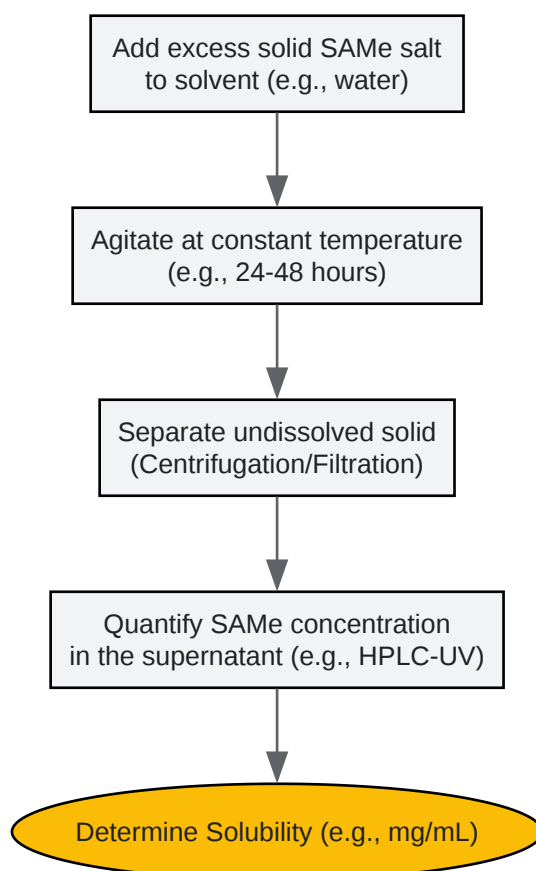 Add excess solid SAMe salt
to solvent (e.g., water)
Agitate at constant temperature
(e.g., 24-48 hours)
Separate undissolved solid
(Centrifugation/Filtration)
Quantify SAMe concentration
in the supernatant (e.g., HPLC-UV)
Determine Solubility (e.g., mg/mL)